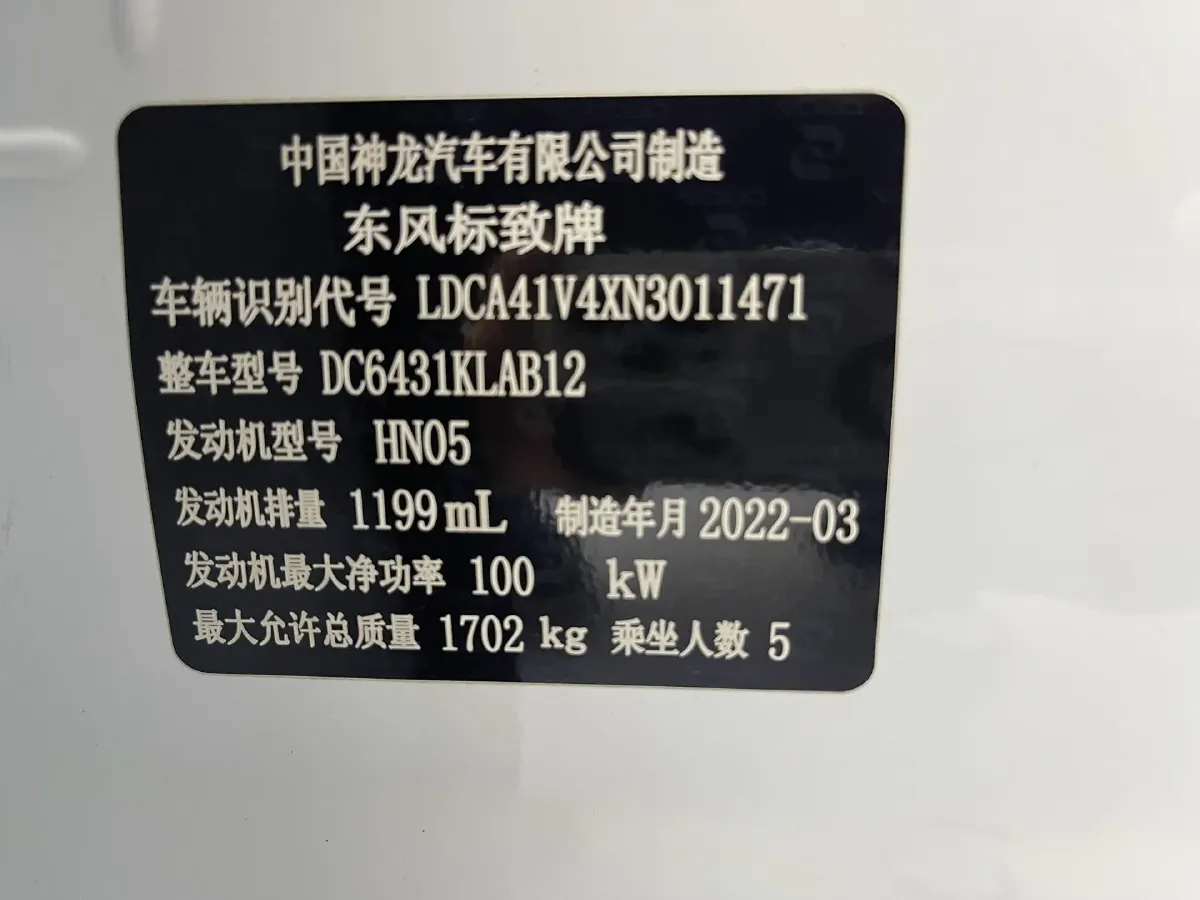 中国神龙汽车有限公司制造
东风标致牌
车辆识别代号 LDCA41V4XN3011471
整车型号 DC6431KLAB12
发动机型号 HN05
发动机排量 1199mL 制造年月 2022-03
发动机最大净功率 100 kW
最大允许总质量 1702 kg 乘坐人数 5